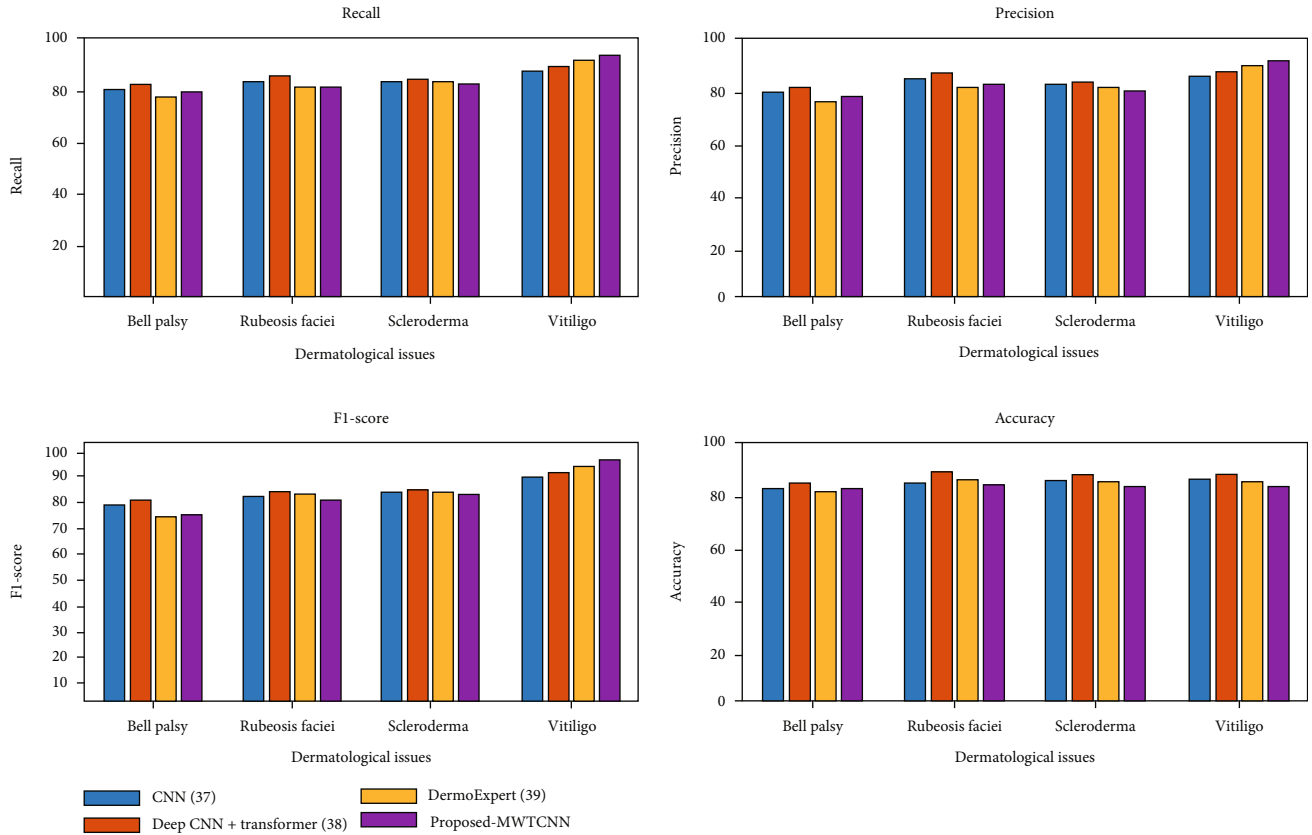 Recall
100
80
60
40
20
Recall
Bell palsy Rubeosis faciei Scleroderma Vitiligo
Dermatological issues
Precision
100
80
60
40
20
0
Precision
Bell palsy Rubeosis faciei Scleroderma Vitiligo
Dermatological issues
F1-score
100
90
80
70
60
50
40
30
20
10
F1-score
Bell palsy Rubeosis faciei Scleroderma Vitiligo
Dermatological issues
Accuracy
100
80
60
40
20
0
Accuracy
Bell palsy Rubeosis faciei Scleroderma Vitiligo
Dermatological issues
CNN (37)
Deep CNN + transformer (38)
DermoExpert (39)
Proposed-MWTCNN